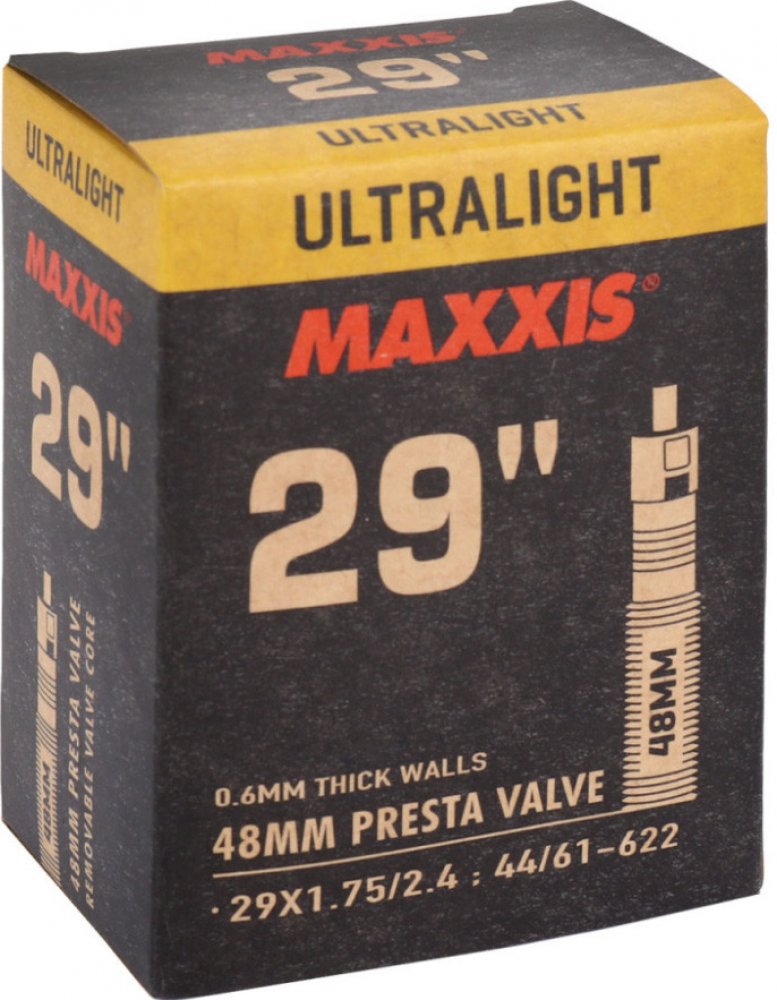 MAXXIS
29"
ULTRALIGHT
ULTRALIGHT
MAXXIS®
29"
48MM
0.6MM THICK WALLS
48MM PRESTA VALVE
· 29X1.75/2.4 : 44/61-622
ULTRALIGHT
MAXXIS
29"
48MM PRESTA VALVE
REMOVABLE VALVE CORE